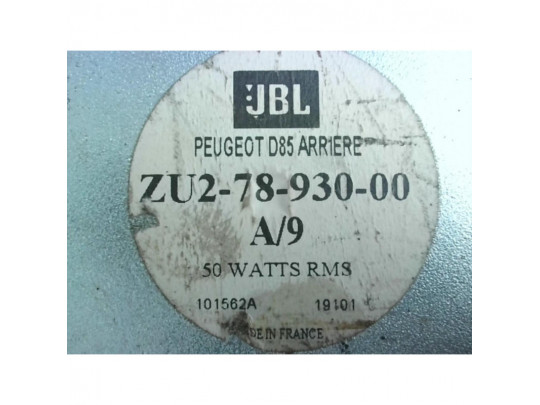 JBL
PEUGEOT D85 ARRIERE
ZU2-78-930-00
A/9
50 WATTS RMS
101562A 19101
MADE IN FRANCE